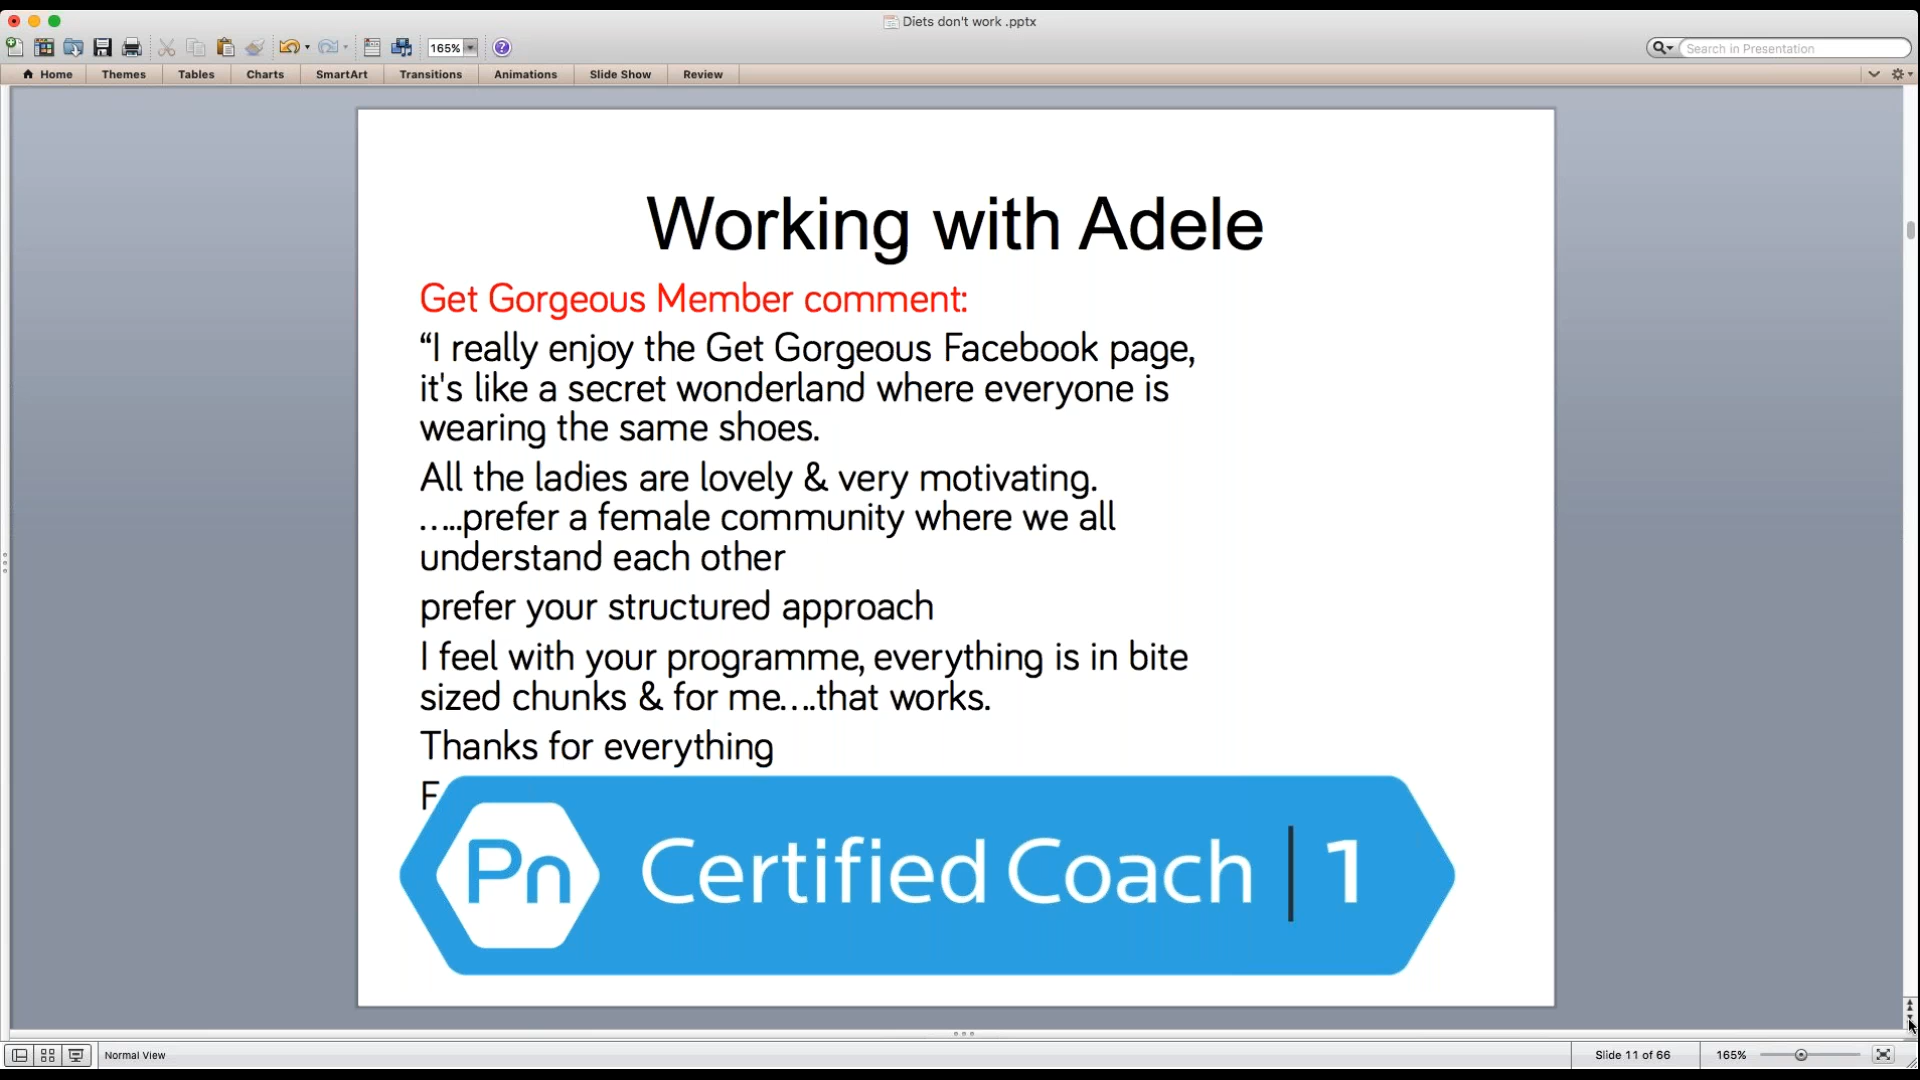 Diets don't work .pptx
165%
Search in Presentation
Home Themes Tables Charts SmartArt Transitions Animations Slide Show Review
Working with Adele
Get Gorgeous Member comment:
“I really enjoy the Get Gorgeous Facebook page,
it's like a secret wonderland where everyone is
wearing the same shoes.
All the ladies are lovely & very motivating.
…..prefer a female community where we all
understand each other
prefer your structured approach
I feel with your programme, everything is in bite
sized chunks & for me….that works.
Thanks for everything
F
Pn Certified Coach | 1
Normal View Slide 11 of 66 165%